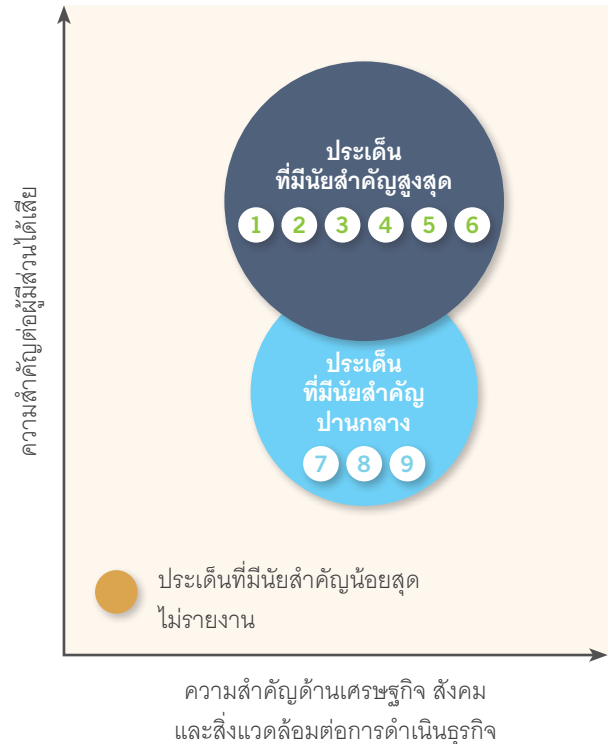 ความสำคัญต่อผู้มีส่วนได้เสีย
ประเด็น
ที่มีนัยสำคัญสูงสุด
1 2 3 4 5 6
ประเด็น
ที่มีนัยสำคัญ
ปานกลาง
7 8 9
ประเด็นที่มีนัยสำคัญน้อยสุด
ไม่รายงาน
ความสำคัญด้านเศรษฐกิจ สังคม
และสิ่งแวดล้อมต่อการดำเนินธุรกิจ